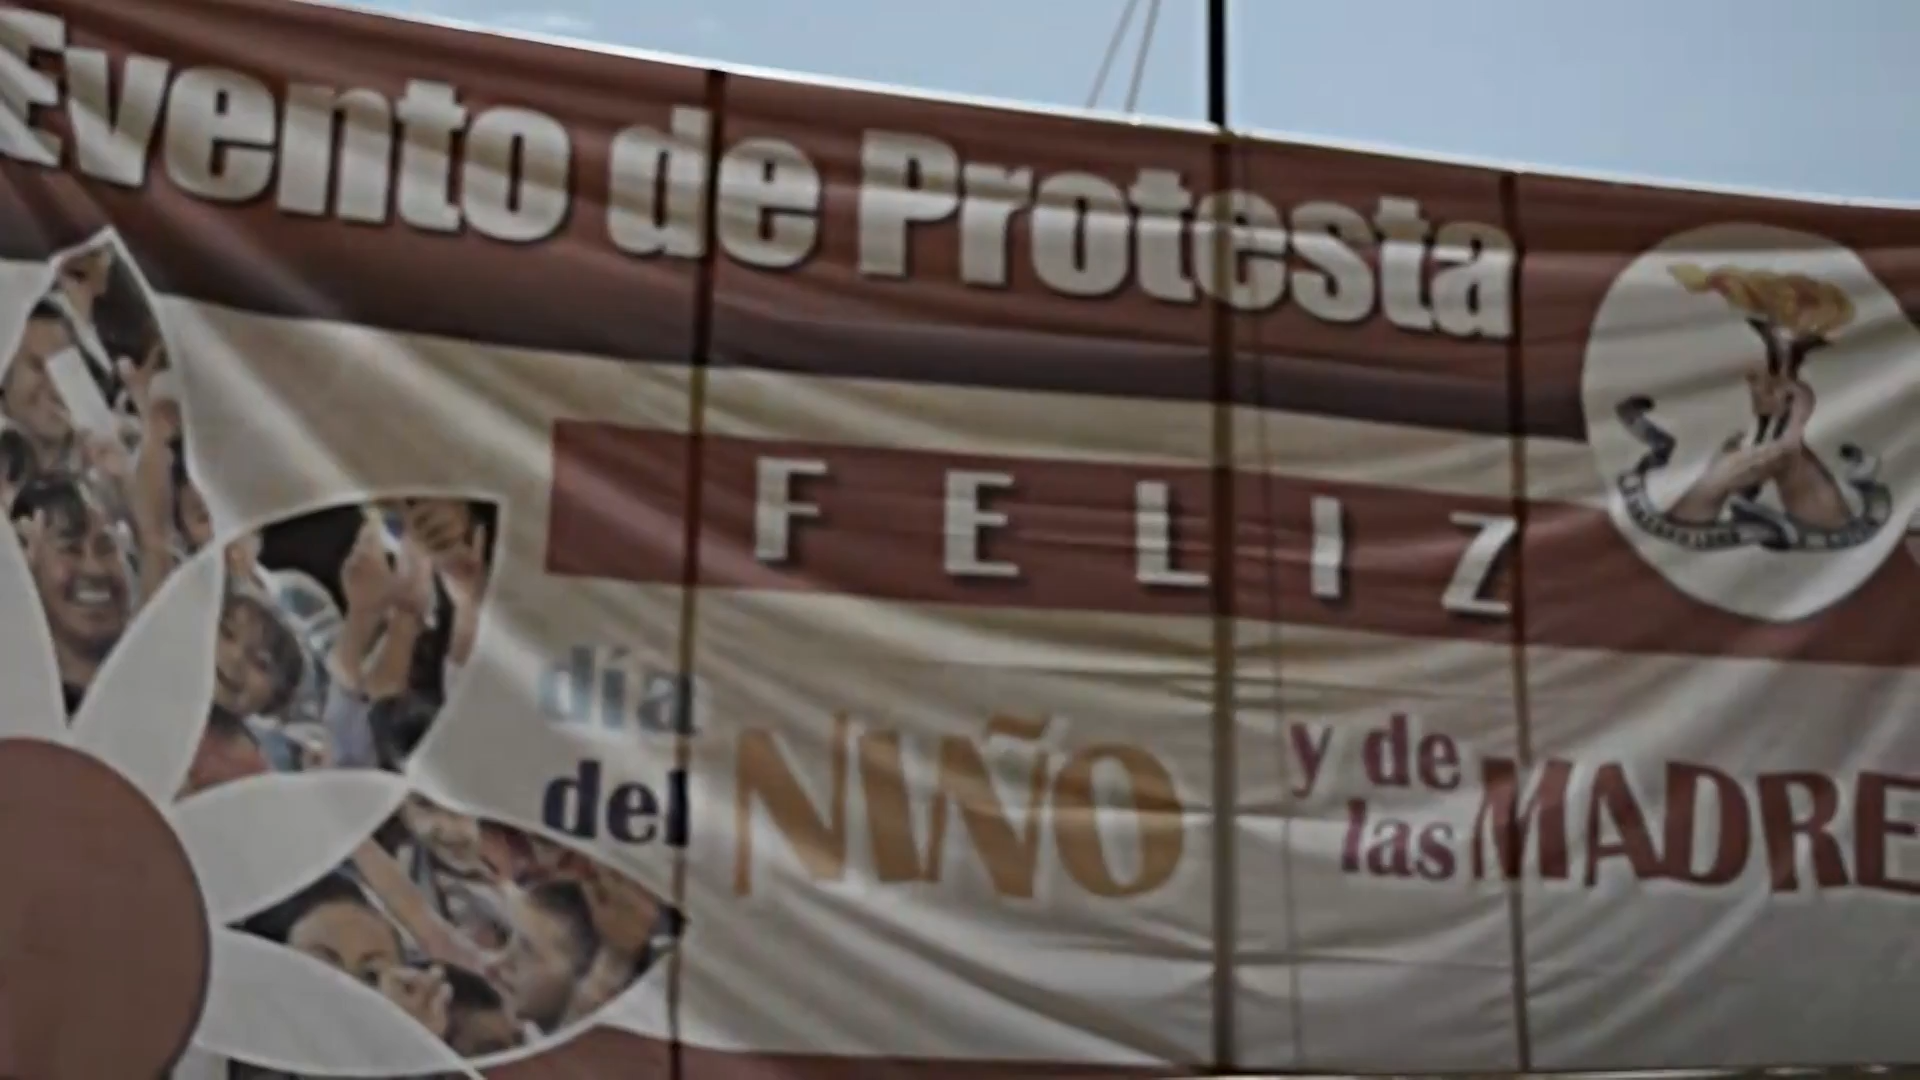 Evento de Protesta
FELIZ
día
del NIÑO
y de
las MADRE